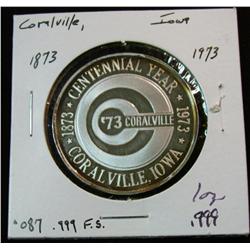 Coralville, Iowa
1873 1973
CENTENNIAL YEAR
1873 1973
C '73 CORALVILLE
CORALVILLE, IOWA
087 .999 F.S.
1oz
.999